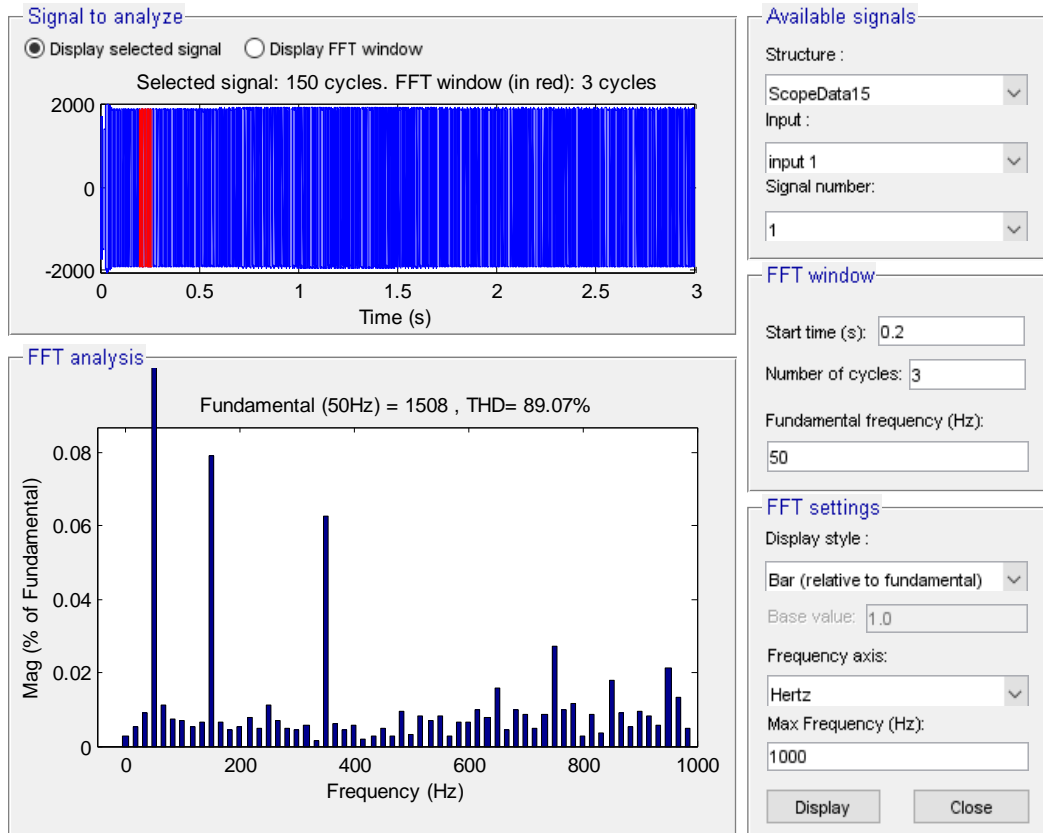 Signal to analyze
Display selected signal Display FFT window
Selected signal: 150 cycles. FFT window (in red): 3 cycles
2000
0
-2000
0 0.5 1 1.5 2 2.5 3
Time (s)
FFT analysis
Fundamental (50Hz) = 1508 , THD= 89.07%
0.08
0.06
0.04
0.02
0
Mag (% of Fundamental)
0 200 400 600 800 1000
Frequency (Hz)
Available signals
Structure :
ScopeData15
Input :
input 1
Signal number:
1
FFT window
Start time (s): 0.2
Number of cycles: 3
Fundamental frequency (Hz):
50
FFT settings
Display style :
Bar (relative to fundamental)
Base value: 1.0
Frequency axis:
Hertz
Max Frequency (Hz):
1000
Display Close